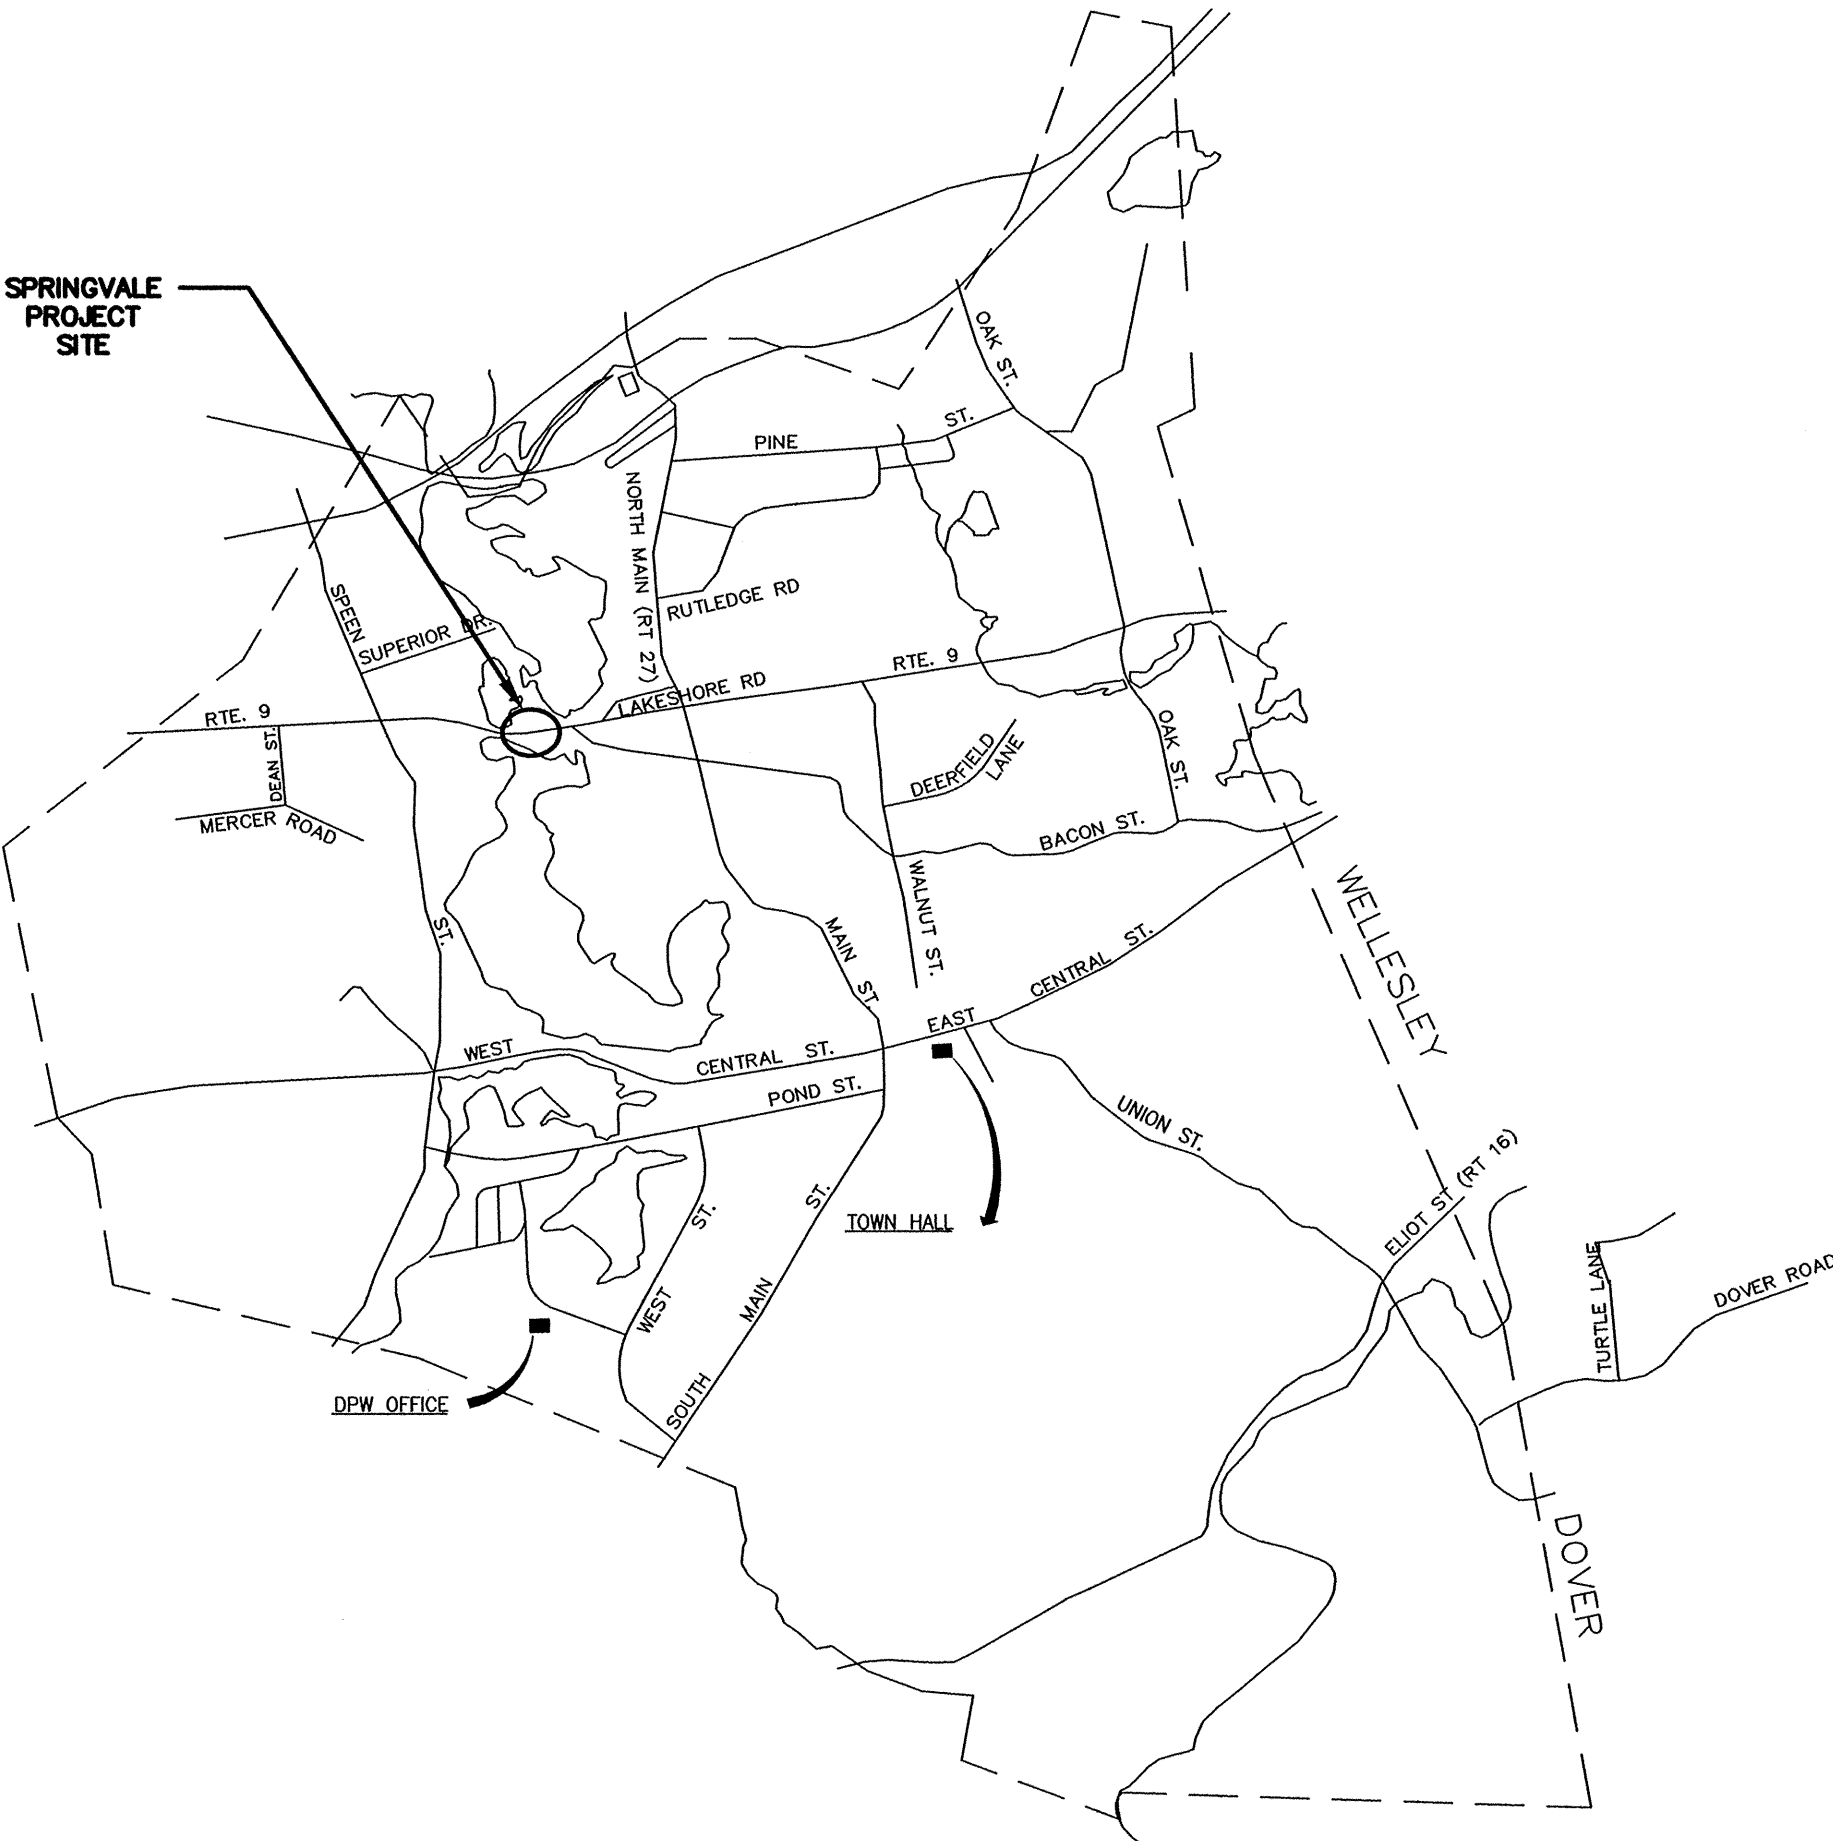 SPRINGVALE
PROJECT
SITE
OAK ST.
PINE ST.
NORTH MAIN (RT 27)
RUTLEDGE RD
SPEEN ST.
SUPERIOR DR.
LAKESHORE RD
RTE. 9
RTE. 9
DEAN ST.
MERCER ROAD
OAK ST.
DEERFIELD
LANE
BACON ST.
WALNUT ST.
MAIN ST.
WELLESLEY
EAST CENTRAL ST.
WEST CENTRAL ST.
POND ST.
UNION ST.
ELIOT ST (RT 16)
TOWN HALL
WEST ST.
SOUTH MAIN ST.
DPW OFFICE
TURTLE LANE
DOVER ROAD
DOVER